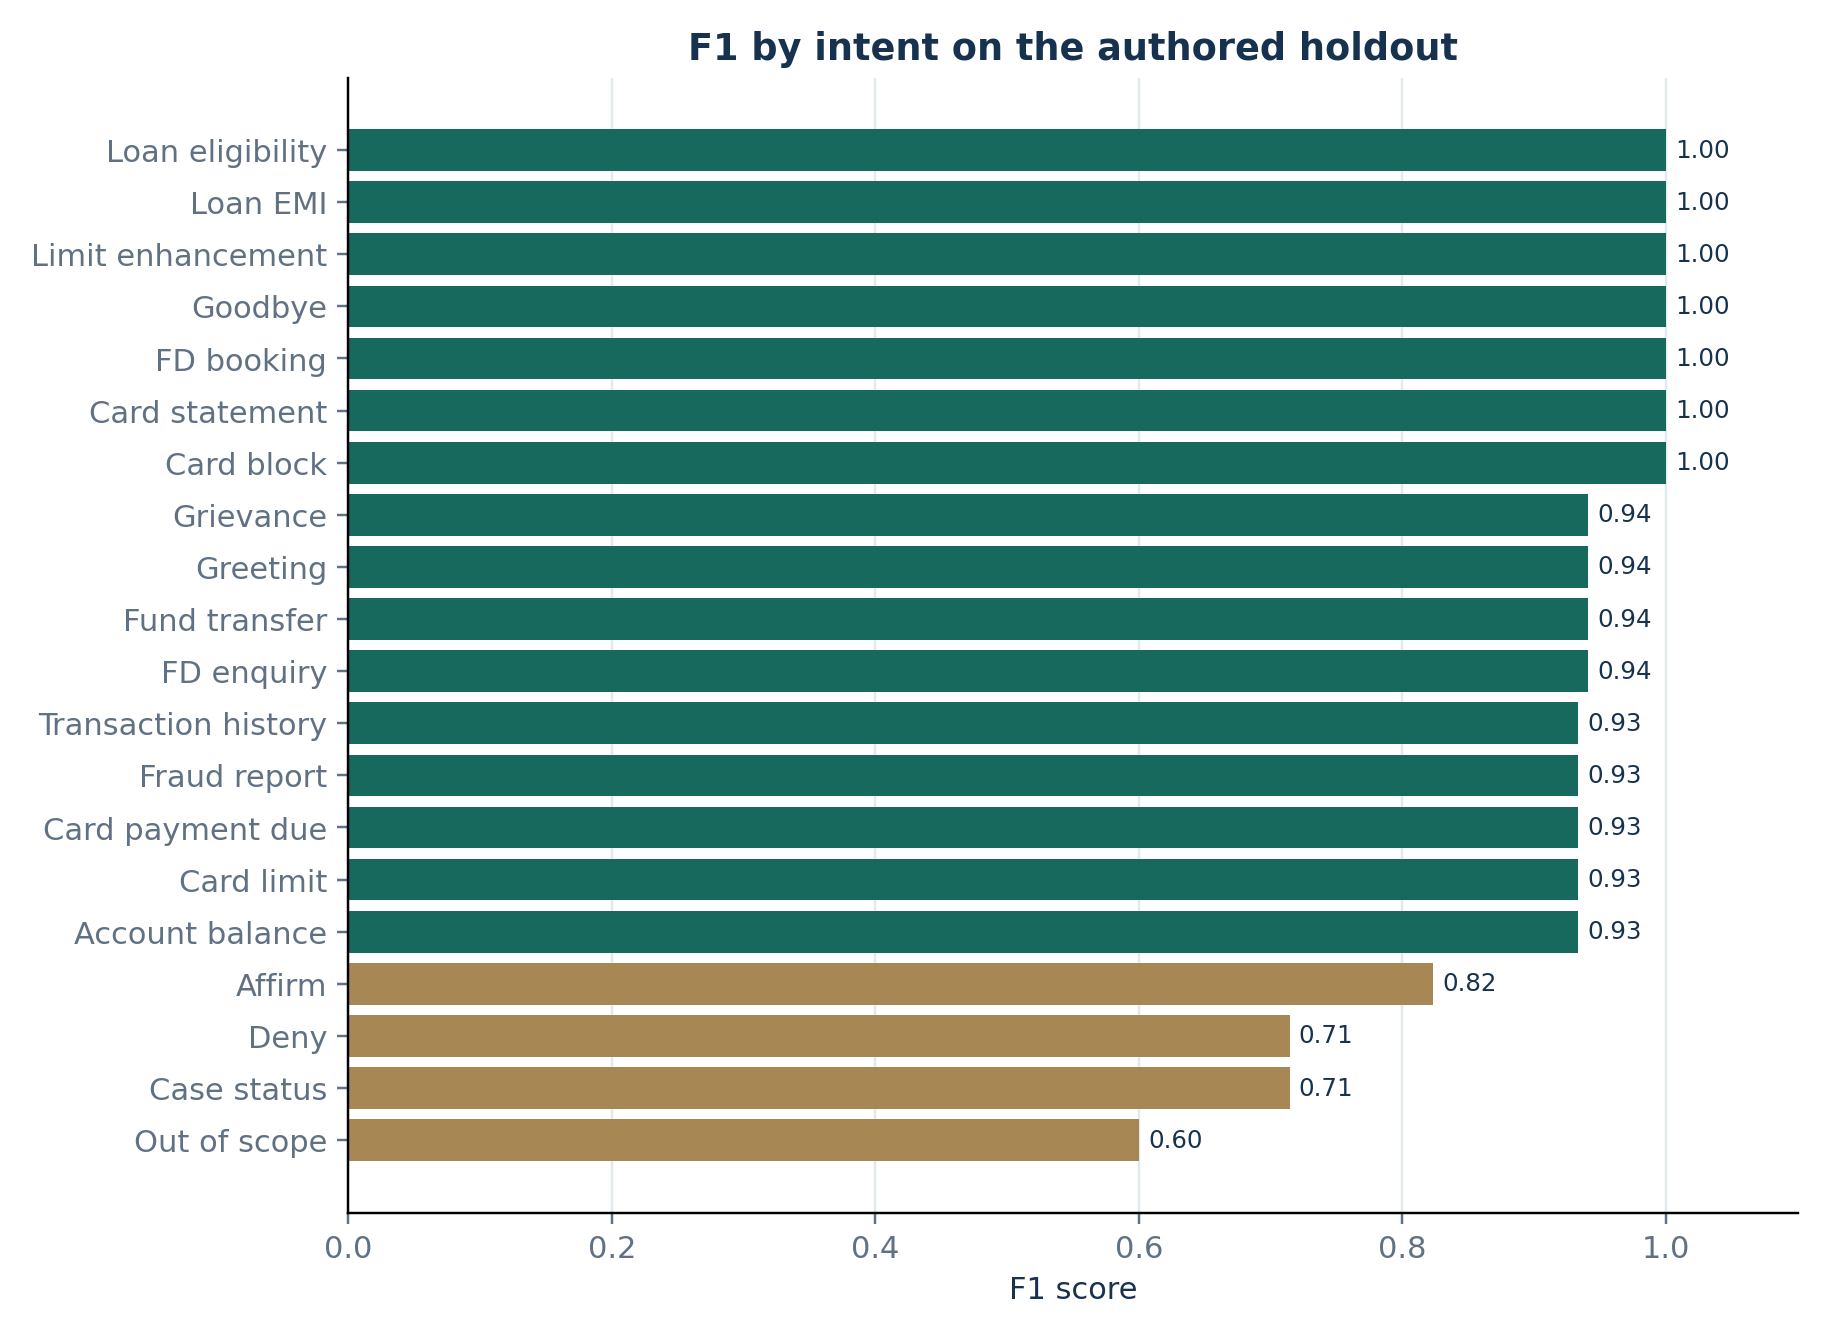 F1 by intent on the authored holdout
Loan eligibility 1.00
Loan EMI 1.00
Limit enhancement 1.00
Goodbye 1.00
FD booking 1.00
Card statement 1.00
Card block 1.00
Grievance 0.94
Greeting 0.94
Fund transfer 0.94
FD enquiry 0.94
Transaction history 0.93
Fraud report 0.93
Card payment due 0.93
Card limit 0.93
Account balance 0.93
Affirm 0.82
Deny 0.71
Case status 0.71
Out of scope 0.60
0.0 0.2 0.4 0.6 0.8 1.0
F1 score